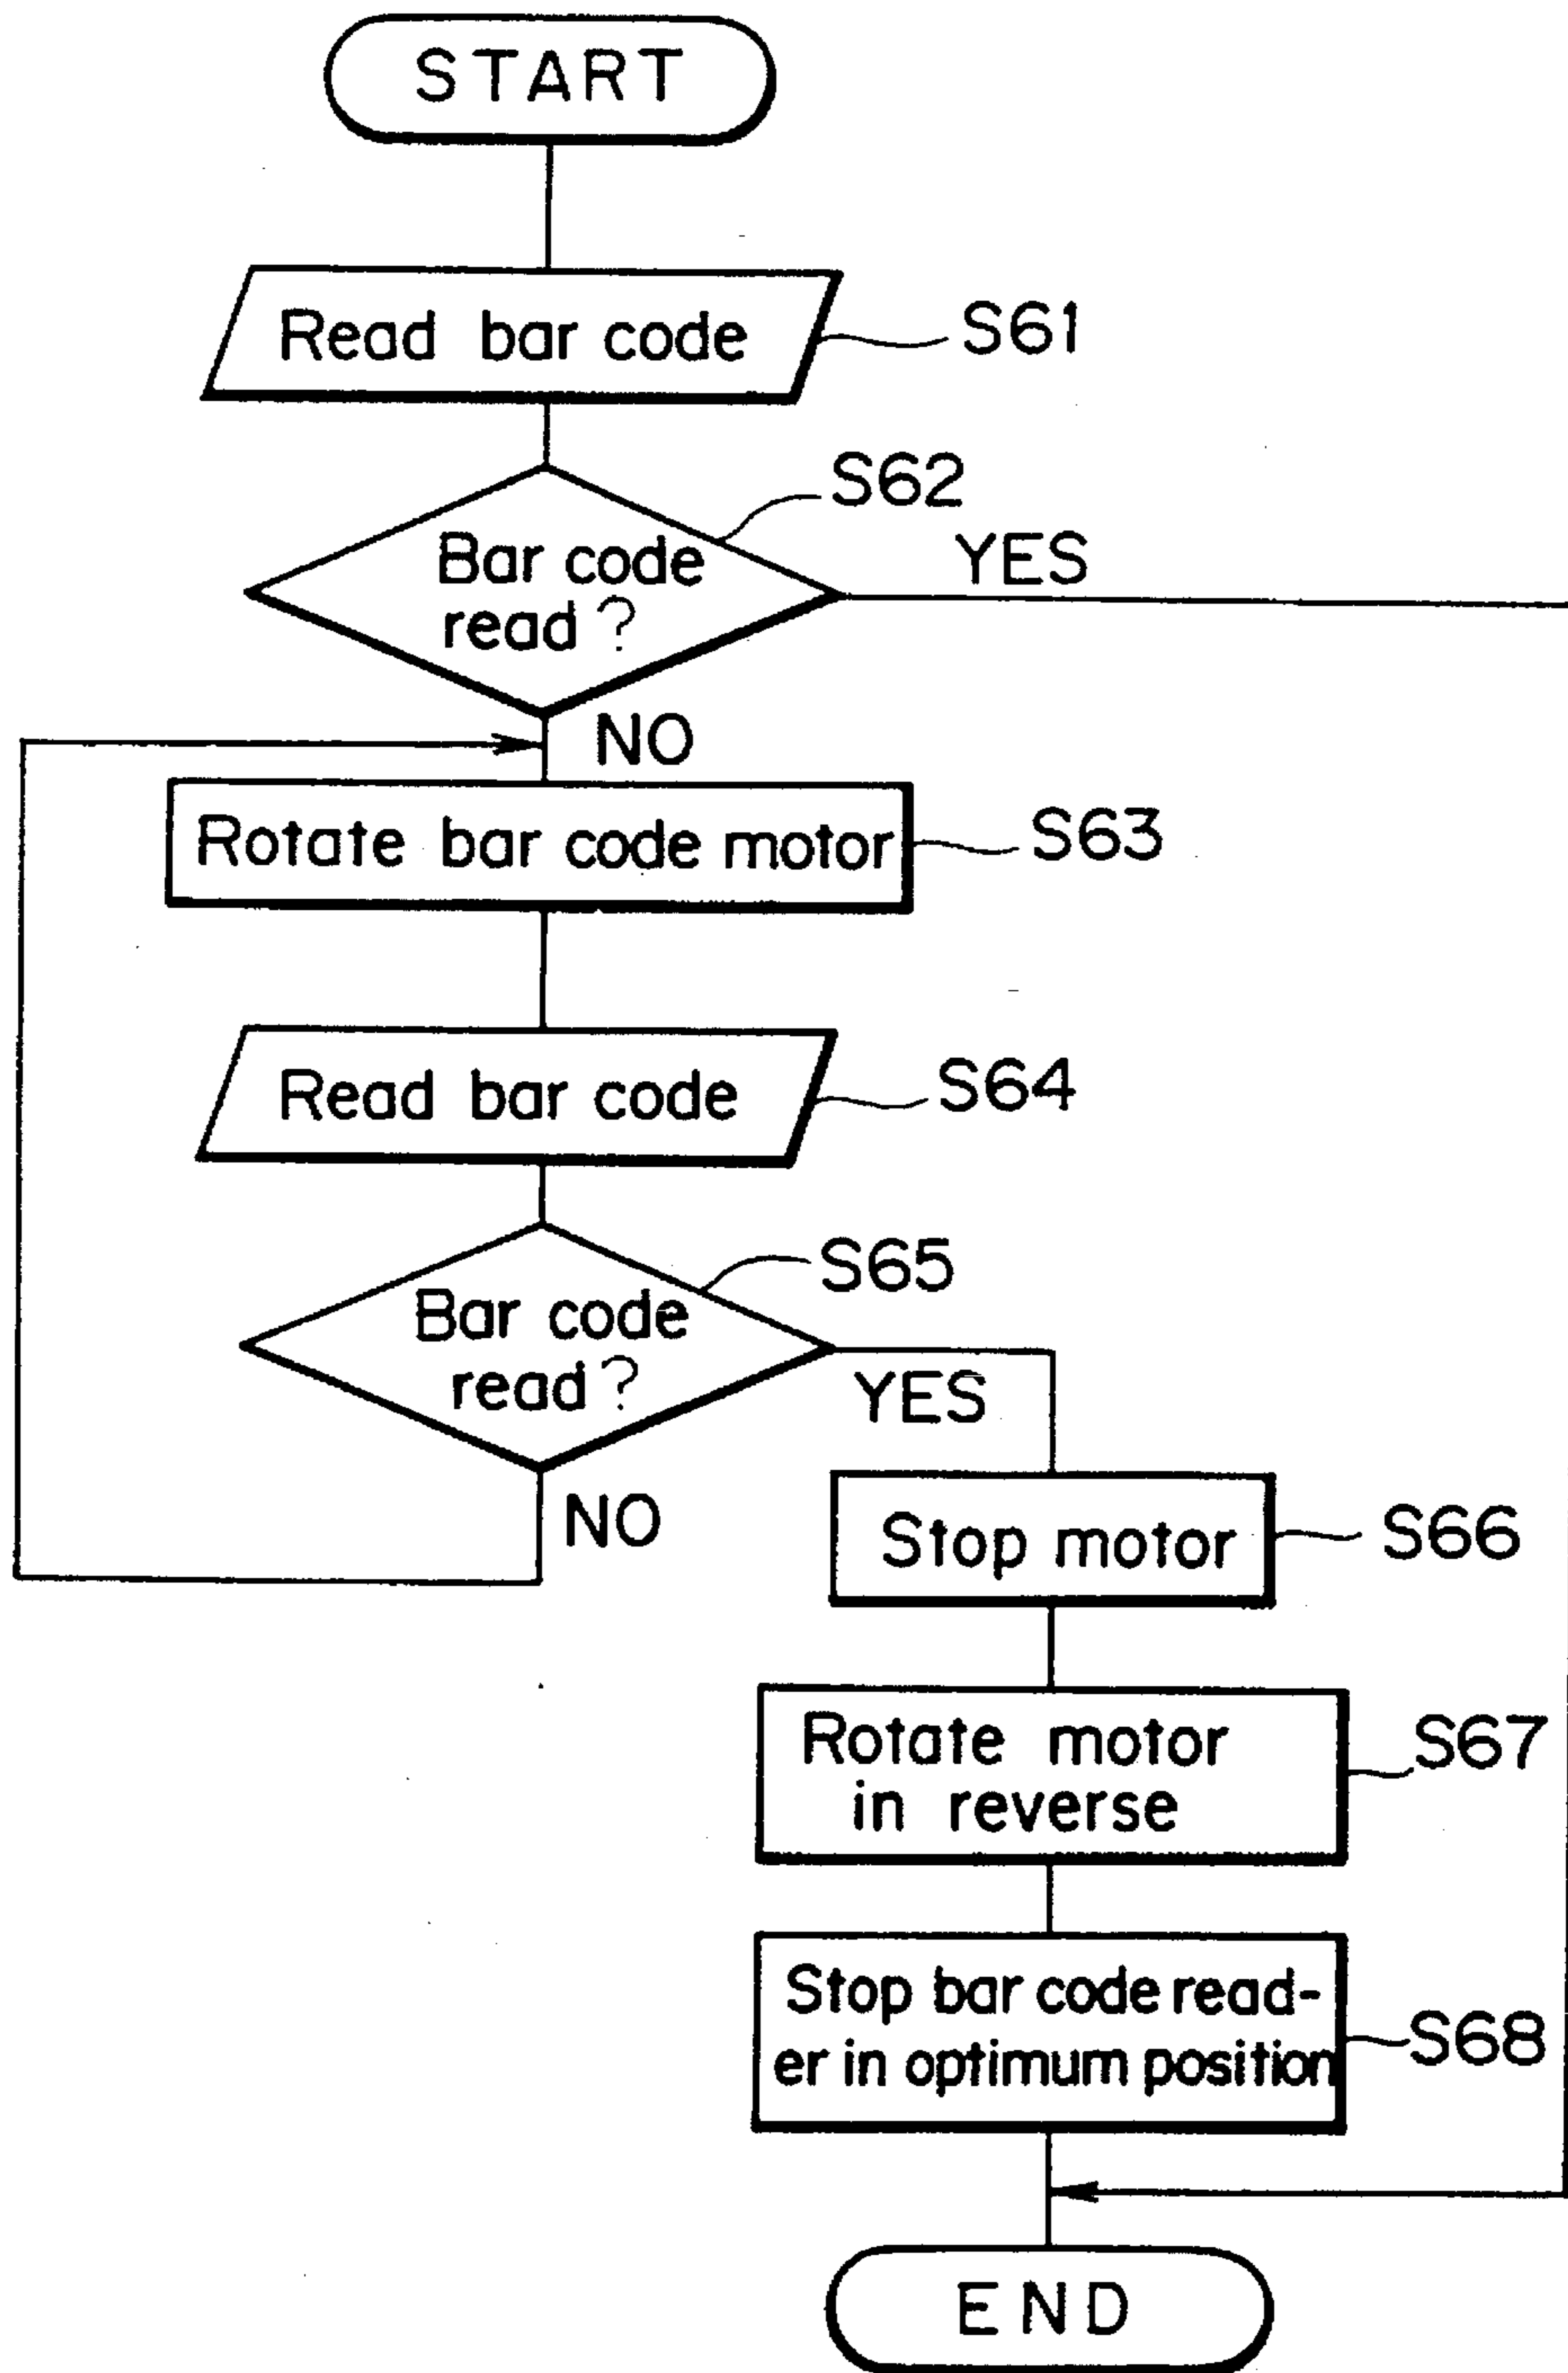 START
Read bar code
S61
S62
Bar code
read?
YES
NO
Rotate bar code motor
S63
Read bar code
S64
S65
Bar code
read?
YES
NO
Stop motor
S66
Rotate motor
in reverse
S67
Stop bar code read-
er in optimum position
S68
END